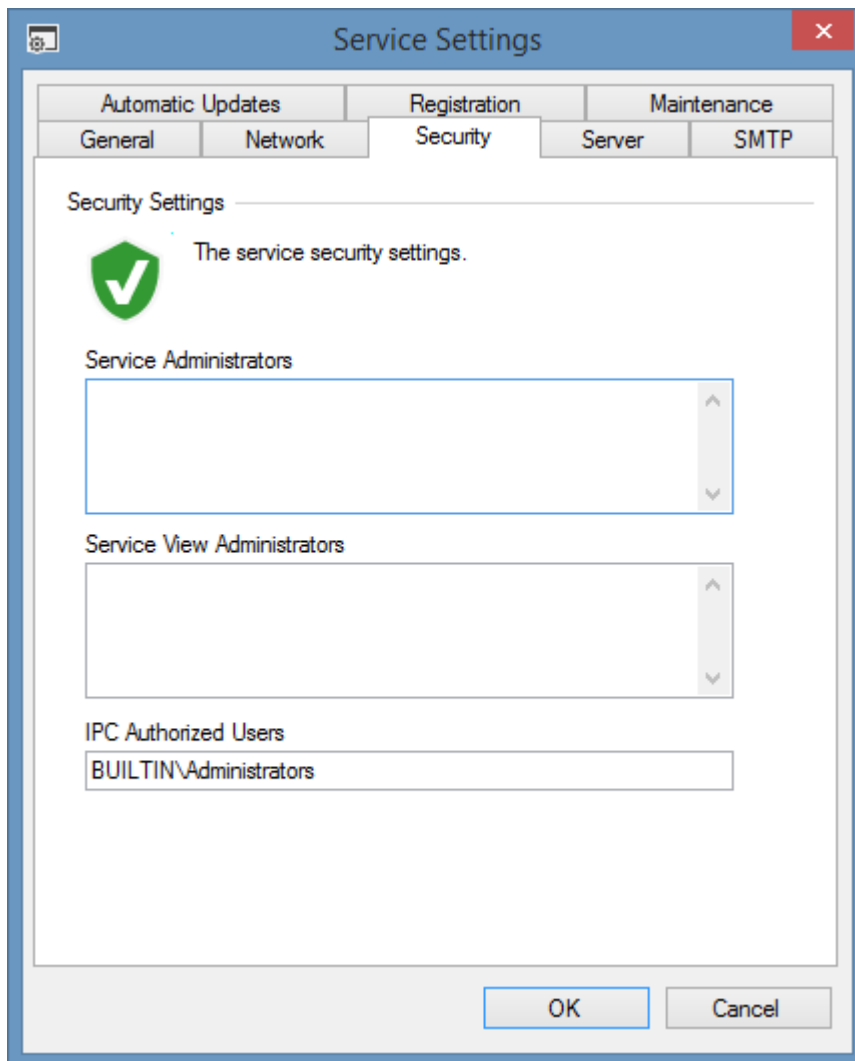 Service Settings
Automatic Updates Registration Maintenance
General Network Security Server SMTP
Security Settings
The service security settings.
Service Administrators
Service View Administrators
IPC Authorized Users
BUILTIN\Administrators
OK Cancel